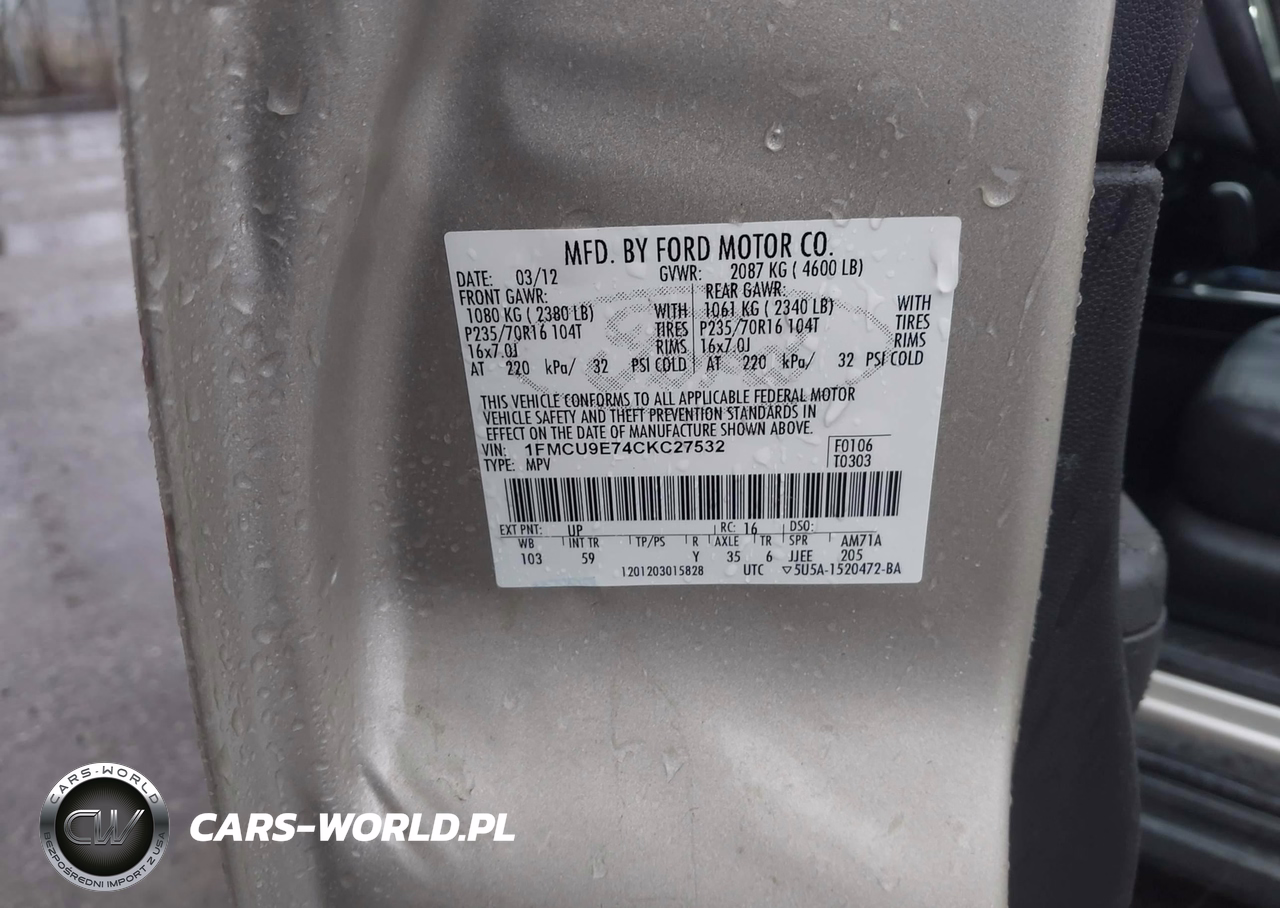 MFD. BY FORD MOTOR CO.
DATE: 03/12 GVWR: 2087 KG ( 4600 LB)
FRONT GAWR: REAR GAWR:
1080 KG ( 2380 LB) WITH 1061 KG ( 2340 LB) WITH
P235/70R16 104T TIRES P235/70R16 104T TIRES
16x7.0J RIMS 16x7.0J RIMS
AT 220 kPa/ 32 PSI COLD AT 220 kPa/ 32 PSI COLD
THIS VEHICLE CONFORMS TO ALL APPLICABLE FEDERAL MOTOR
VEHICLE SAFETY AND THEFT PREVENTION STANDARDS IN
EFFECT ON THE DATE OF MANUFACTURE SHOWN ABOVE.
VIN: 1FMCU9E74CKC27532 F0106
TYPE: MPV T0303
EXT PNT: UP RC: 16 DSO:
WB INT TR TP/PS R AXLE TR SPR AM71A
103 59 Y 35 6 JJEE 205
1201203015828 UTC ▽5U5A-1520472-BA
CARS-WORLD
CW
BEZPOŚREDNI IMPORT Z USA
CARS-WORLD.PL